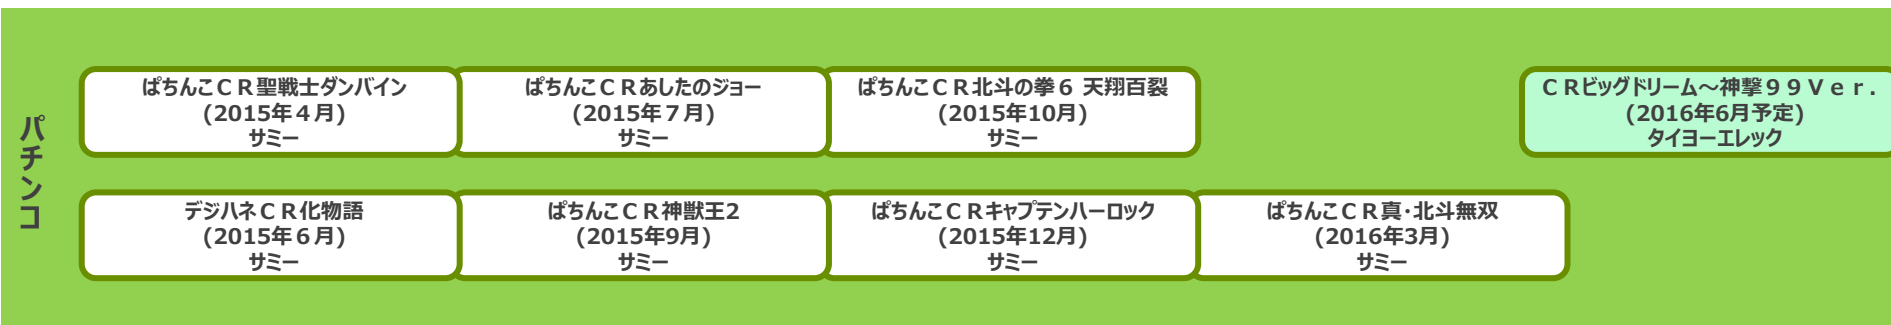 パチンコ
ぱちんこＣＲ聖戦士ダンバイン
(2015年４月)
サミー
ぱちんこＣＲあしたのジョー
(2015年７月)
サミー
ぱちんこＣＲ北斗の拳６ 天翔百裂
(2015年10月)
サミー
ＣＲビッグドリーム～神撃９９Ｖｅｒ．
(2016年6月予定)
タイヨーエレック
デジハネＣＲ化物語
(2015年６月)
サミー
ぱちんこＣＲ神獣王2
(2015年9月)
サミー
ぱちんこＣＲキャプテンハーロック
(2015年12月)
サミー
ぱちんこＣＲ真・北斗無双
(2016年3月)
サミー